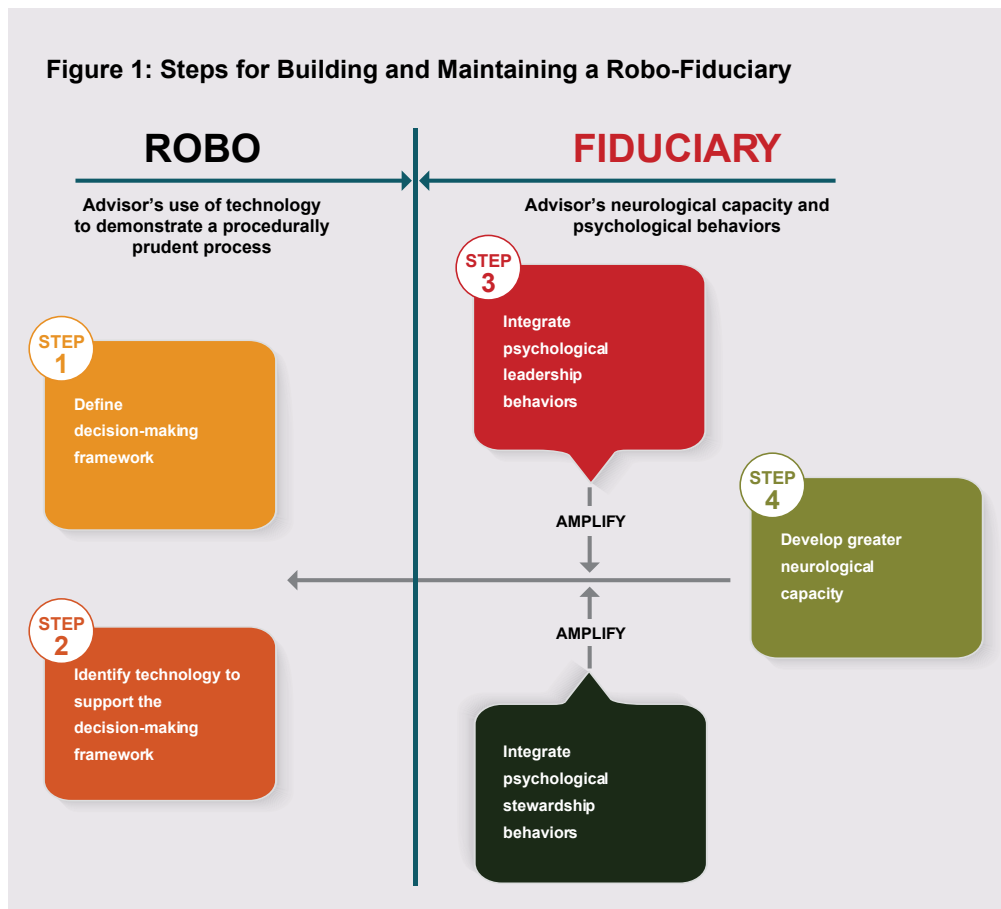 Figure 1: Steps for Building and Maintaining a Robo-Fiduciary
ROBO
Advisor's use of technology
to demonstrate a procedurally
prudent process
STEP
1
Define
decision-making
framework
STEP
2
Identify technology to
support the
decision-making
framework
FIDUCIARY
Advisor's neurological capacity and
psychological behaviors
STEP
3
Integrate
psychological
leadership
behaviors
AMPLIFY
STEP
4
Develop greater
neurological
capacity
AMPLIFY
Integrate
psychological
stewardship
behaviors